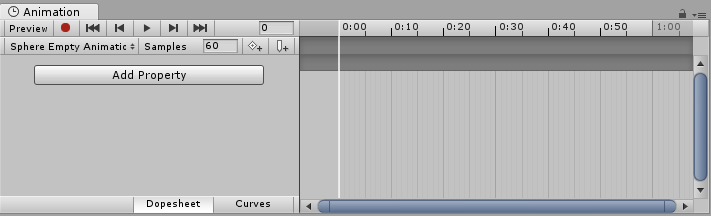 Animation
Preview 0 0:00 0:10 0:20 0:30 0:40 0:50 1:00
Sphere Empty Animatic Samples 60
Add Property
Dopesheet Curves